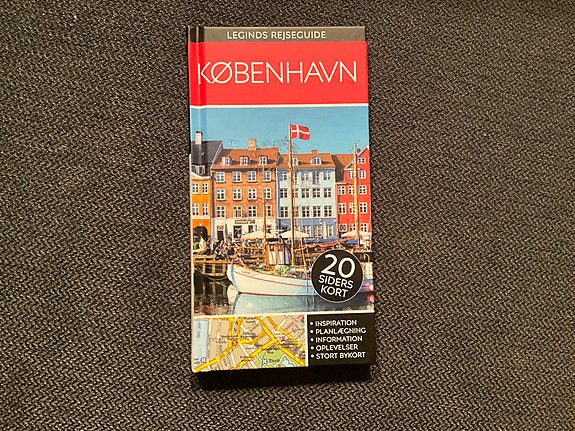 LEGINDS REJSEGUIDE
KØBENHAVN
20
SIDERS
KORT
• INSPIRATION
• PLANLÆGNING
• INFORMATION
• OPLEVELSER
• STORT BYKORT